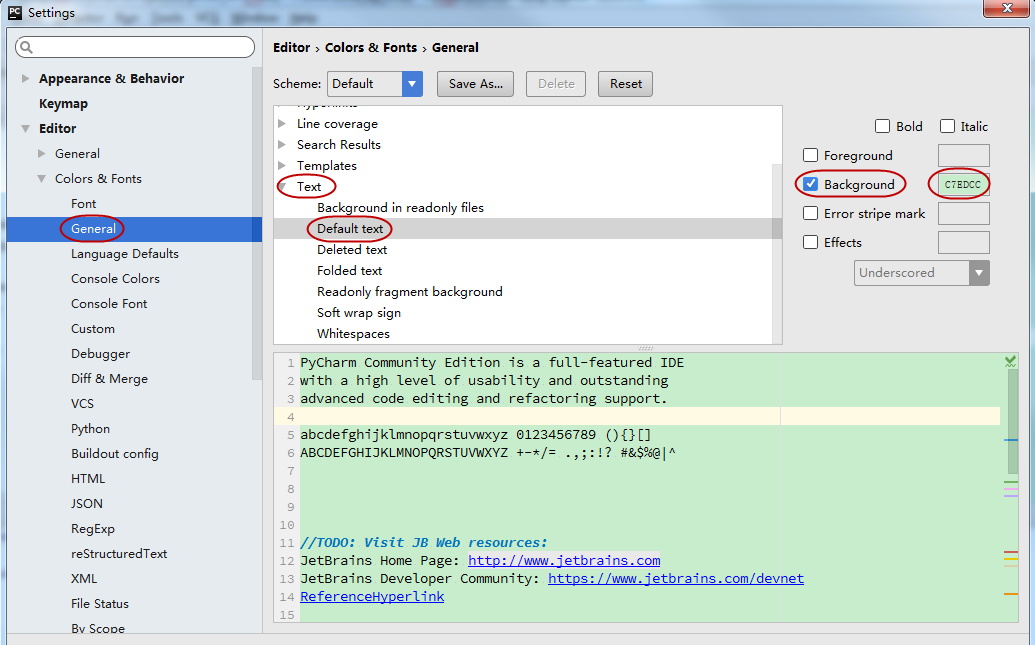 PC Settings
Editor › Colors & Fonts › General
Scheme: Default Save As... Delete Reset
Appearance & Behavior
Keymap
Editor
General
Colors & Fonts
Font
General
Language Defaults
Console Colors
Console Font
Custom
Debugger
Diff & Merge
VCS
Python
Buildout config
HTML
JSON
RegExp
reStructuredText
XML
File Status
By Scope
Hyperlinks
Line coverage
Search Results
Templates
Text
Background in readonly files
Default text
Deleted text
Folded text
Readonly fragment background
Soft wrap sign
Whitespaces
Bold Italic
Foreground
Background C7EDCC
Error stripe mark
Effects
Underscored
1 PyCharm Community Edition is a full-featured IDE
2 with a high level of usability and outstanding
3 advanced code editing and refactoring support.
4
5 abcdefghijklmnopqrstuvwxyz 0123456789 (){}[]
6 ABCDEFGHIJKLMNOPQRSTUVWXYZ +-*/= .,;:!? #&$%@|^
7
8
9
10
11 //TODO: Visit JB Web resources:
12 JetBrains Home Page: http://www.jetbrains.com
13 JetBrains Developer Community: https://www.jetbrains.com/devnet
14 ReferenceHyperlink
15